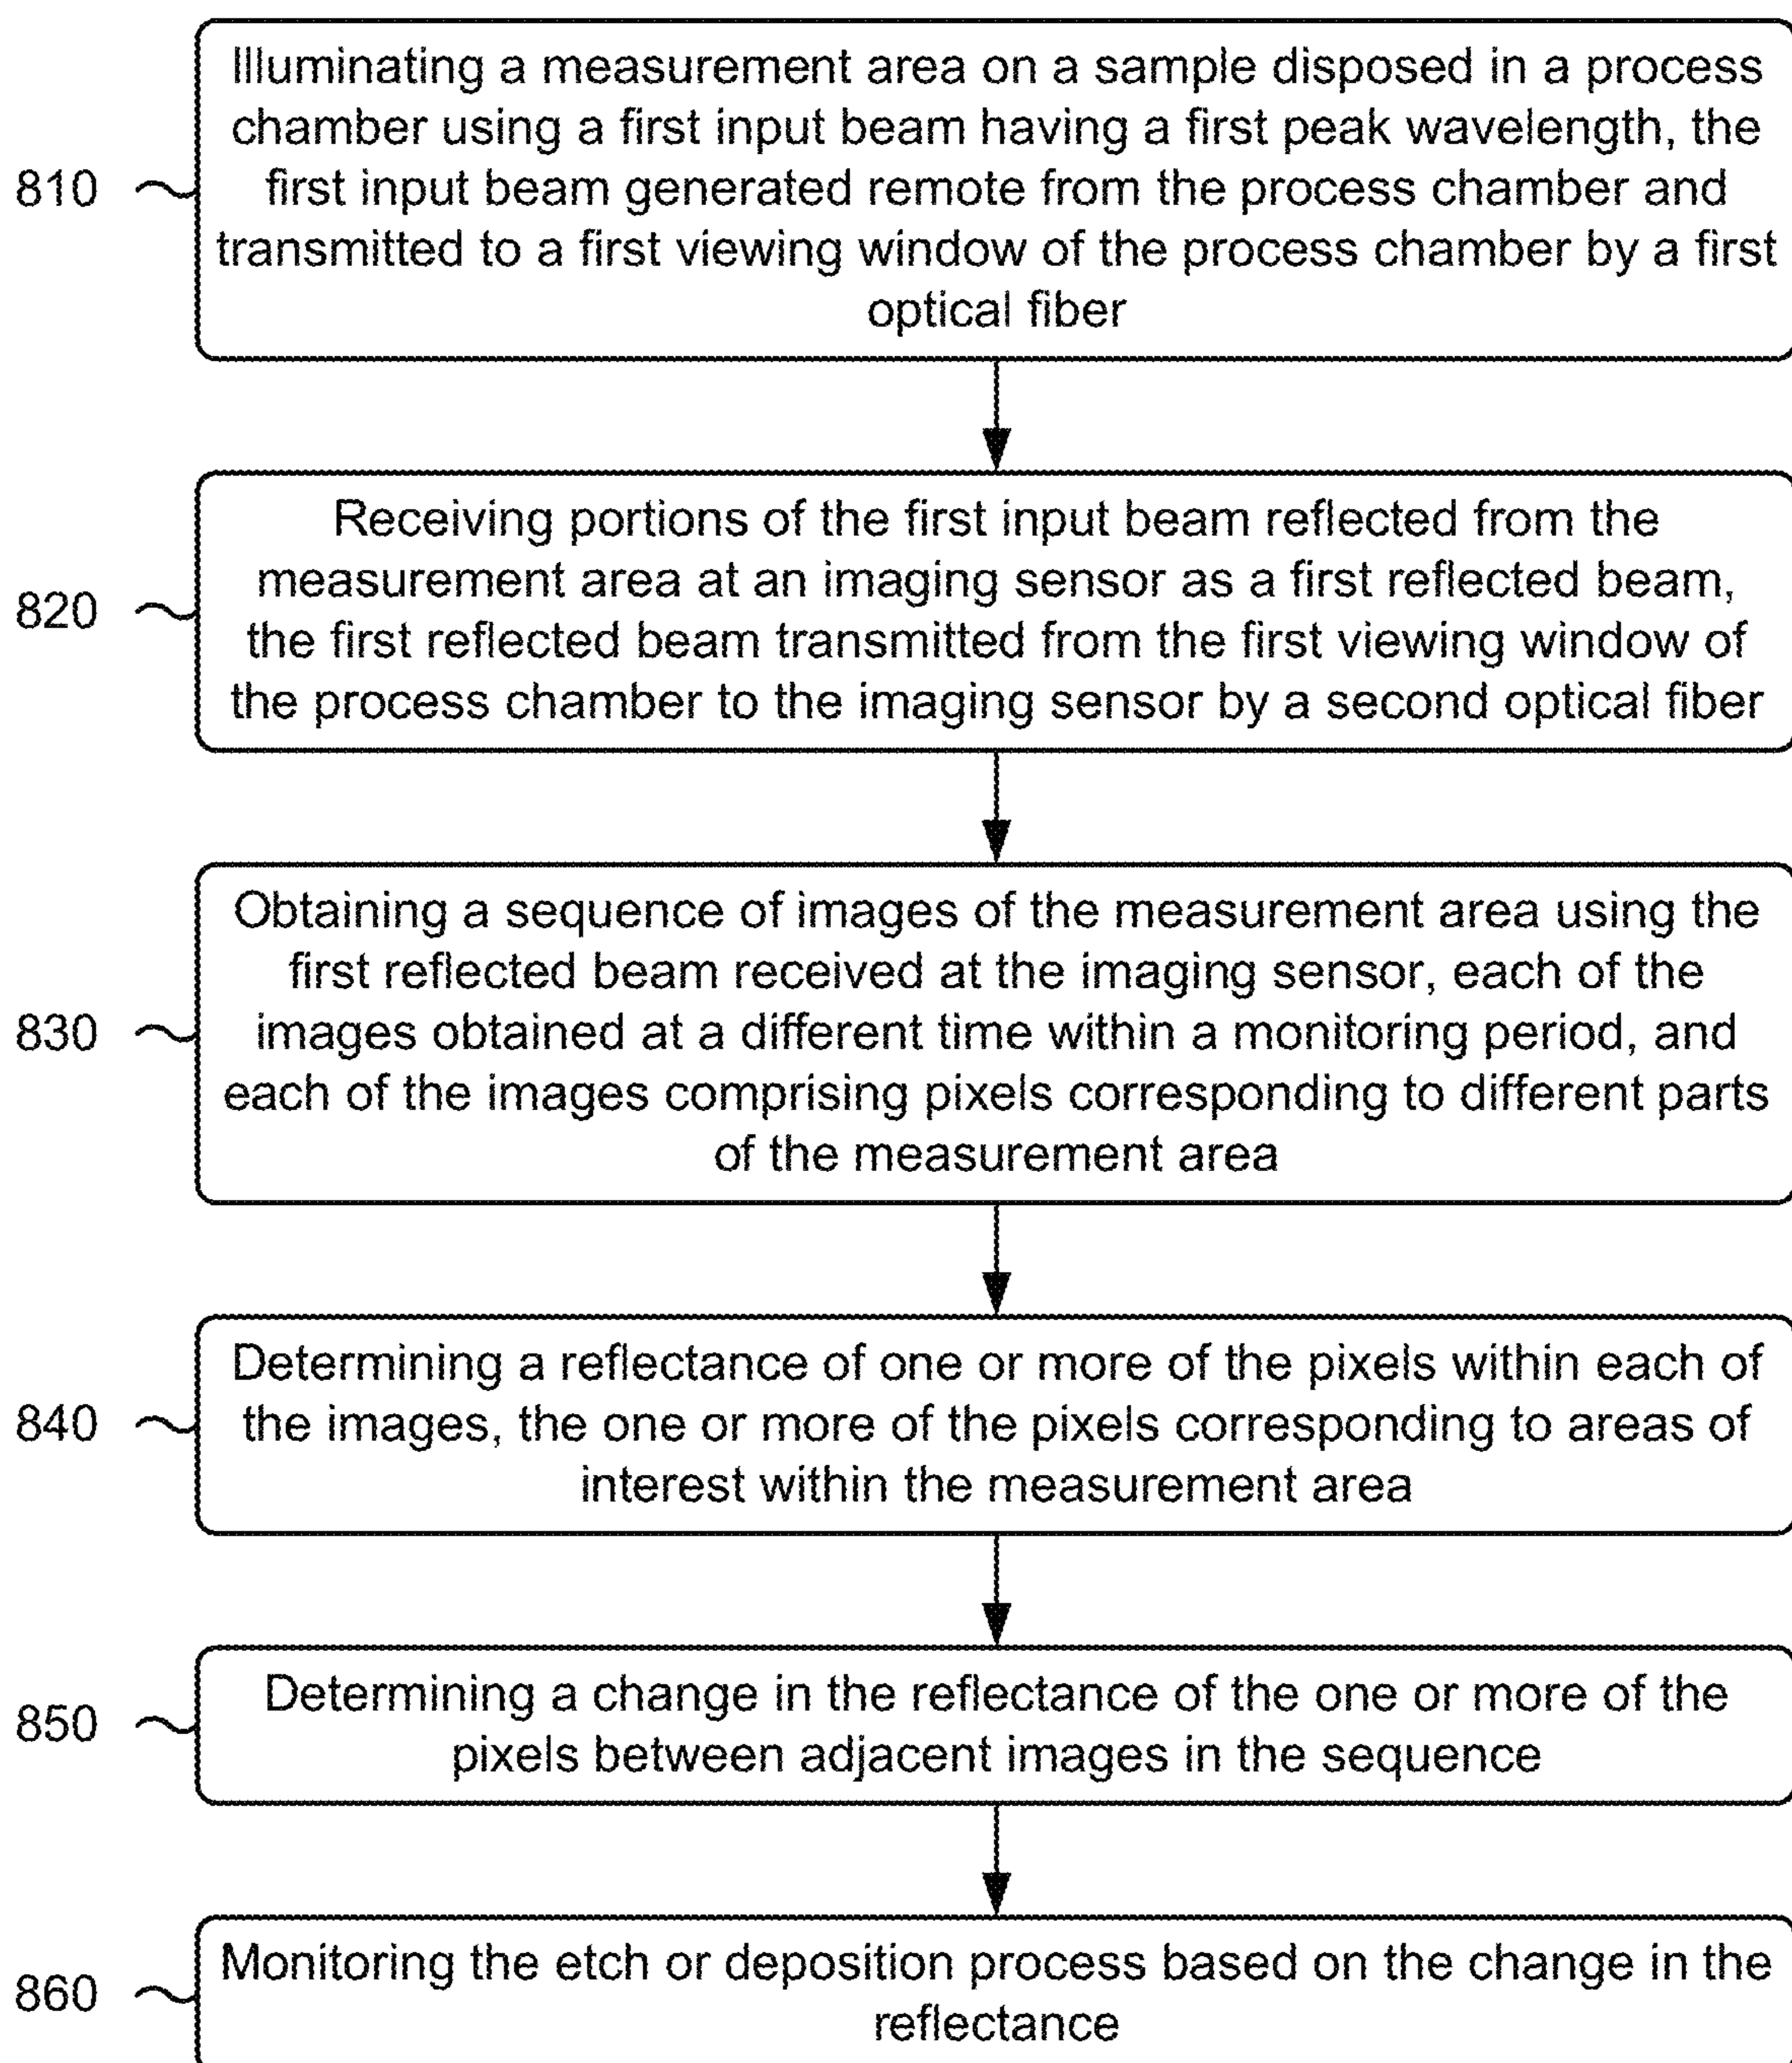 Illuminating a measurement area on a sample disposed in a process
chamber using a first input beam having a first peak wavelength, the
810
first input beam generated remote from the process chamber and
transmitted to a first viewing window of the process chamber by a first
optical fiber
Receiving portions of the first input beam reflected from the
measurement area at an imaging sensor as a first reflected beam,
820
the first reflected beam transmitted from the first viewing window of
the process chamber to the imaging sensor by a second optical fiber
Obtaining a sequence of images of the measurement area using the
first reflected beam received at the imaging sensor, each of the
830
images obtained at a different time within a monitoring period, and
each of the images comprising pixels corresponding to different parts
of the measurement area
Determining a reflectance of one or more of the pixels within each of
840
the images, the one or more of the pixels corresponding to areas of
interest within the measurement area
850
Determining a change in the reflectance of the one or more of the
pixels between adjacent images in the sequence
860
Monitoring the etch or deposition process based on the change in the
reflectance